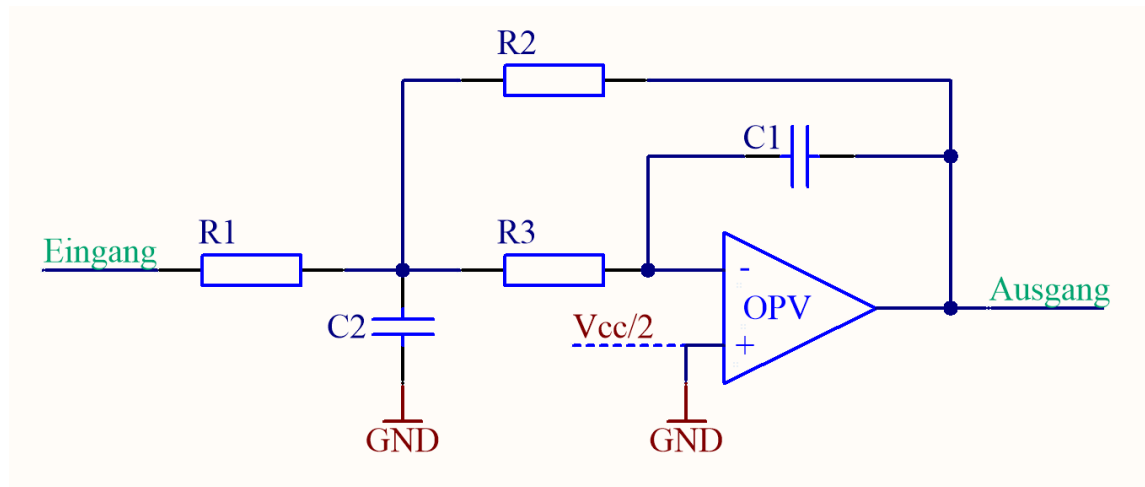 R2
C1
R1
R3
Eingang
-
OPV
Ausgang
C2
Vcc/2
+
GND
GND